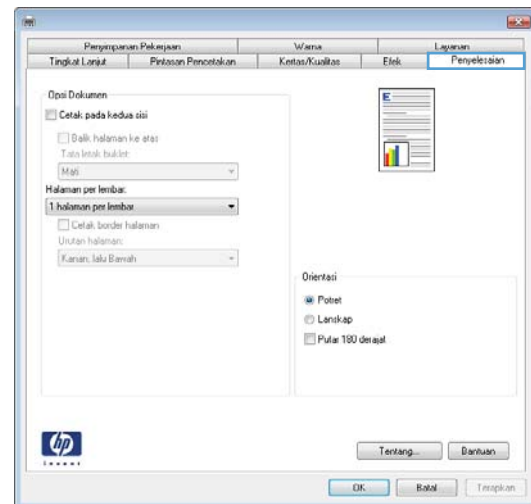 Penyimpanan Pekerjaan
Warna
Layanan
Tingkat Lanjut
Pintasan Pencetakan
Kertas/Kualitas
Efek
Penyelesaian
Opsi Dokumen
Cetak pada kedua sisi
Balik halaman ke atas
Tata letak buklet:
Mati
Halaman per lembar:
1 halaman per lembar
Cetak border halaman
Urutan halaman:
Kanan, lalu Bawah
E
Orientasi
Potret
Lanskap
Putar 180 derajat
hp
invent
Tentang...
Bantuan
OK
Batal
Terapkan